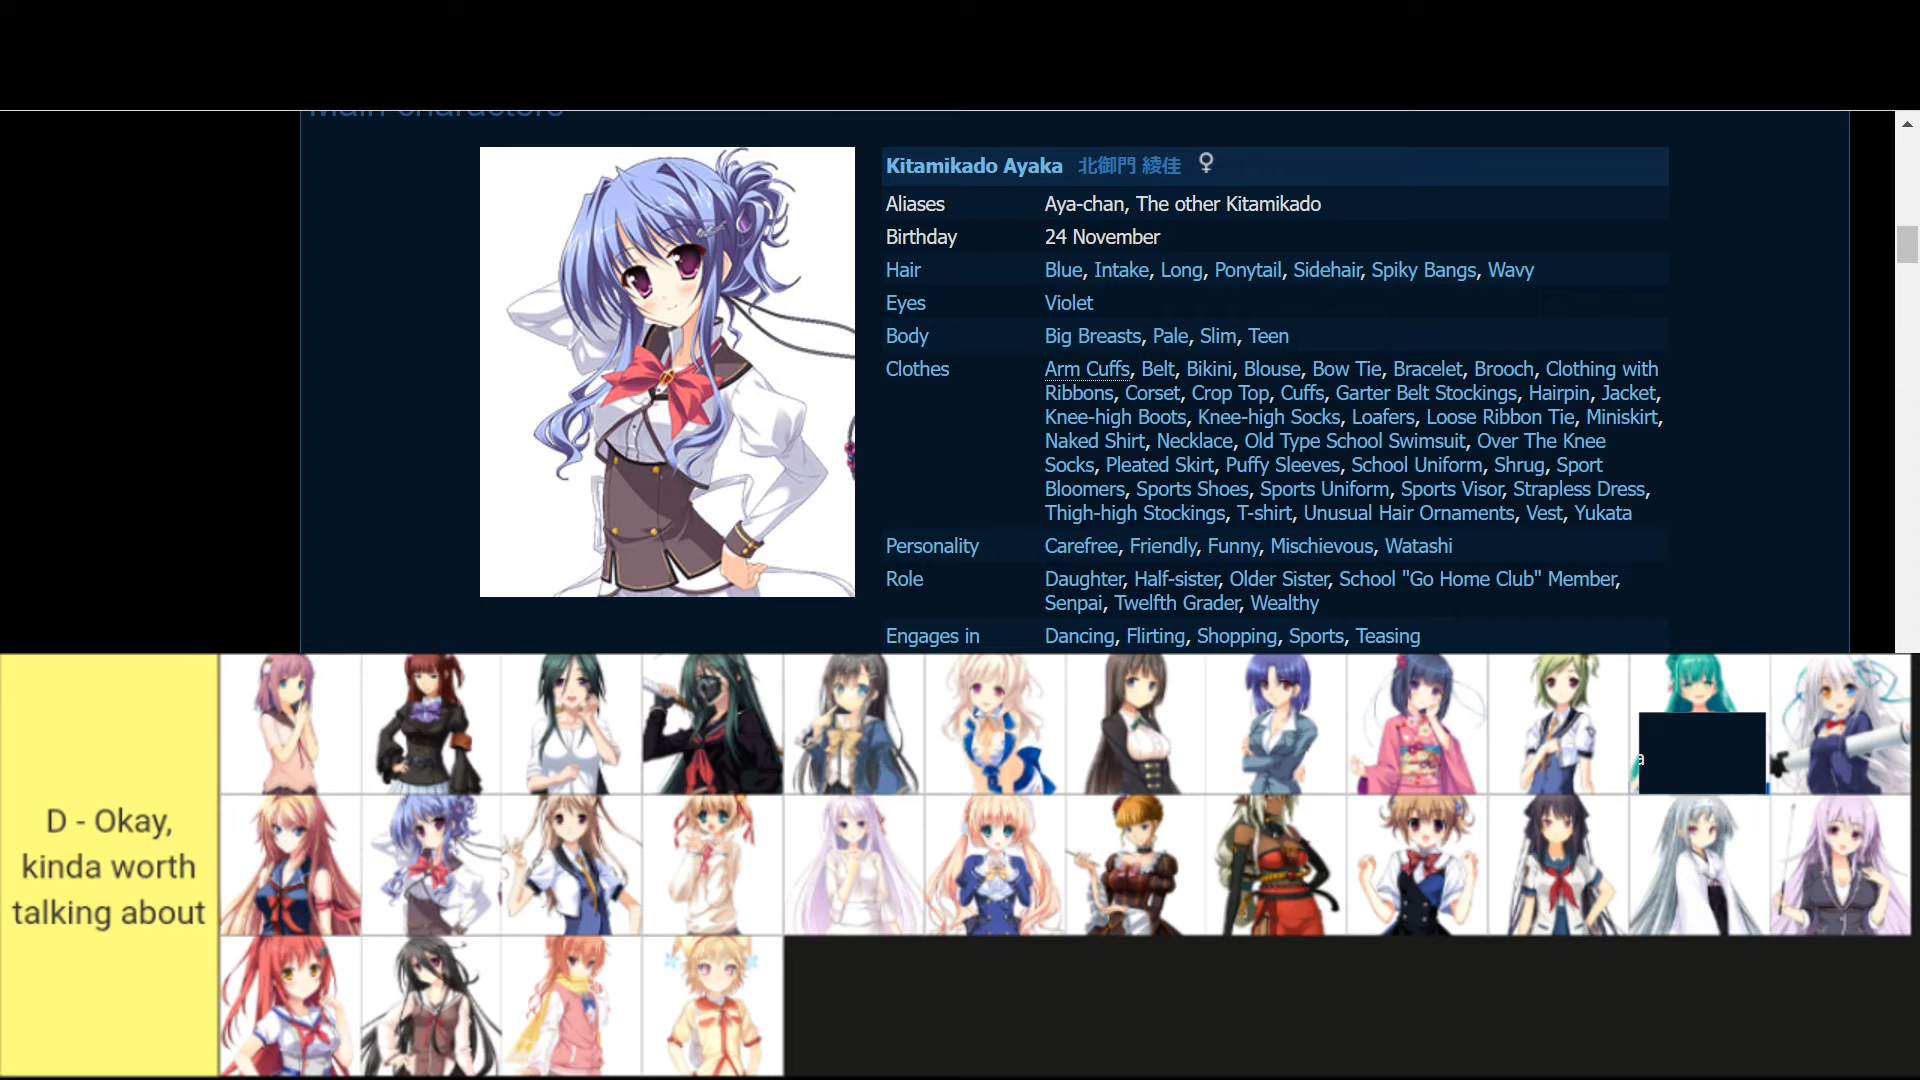 Main characters
Kitamikado Ayaka 北御門 綾佳 ♀
Aliases Aya-chan, The other Kitamikado
Birthday 24 November
Hair Blue, Intake, Long, Ponytail, Sidehair, Spiky Bangs, Wavy
Eyes Violet
Body Big Breasts, Pale, Slim, Teen
Clothes Arm Cuffs, Belt, Bikini, Blouse, Bow Tie, Bracelet, Brooch, Clothing with
Ribbons, Corset, Crop Top, Cuffs, Garter Belt Stockings, Hairpin, Jacket,
Knee-high Boots, Knee-high Socks, Loafers, Loose Ribbon Tie, Miniskirt,
Naked Shirt, Necklace, Old Type School Swimsuit, Over The Knee
Socks, Pleated Skirt, Puffy Sleeves, School Uniform, Shrug, Sport
Bloomers, Sports Shoes, Sports Uniform, Sports Visor, Strapless Dress,
Thigh-high Stockings, T-shirt, Unusual Hair Ornaments, Vest, Yukata
Personality Carefree, Friendly, Funny, Mischievous, Watashi
Role Daughter, Half-sister, Older Sister, School "Go Home Club" Member,
Senpai, Twelfth Grader, Wealthy
Engages in Dancing, Flirting, Shopping, Sports, Teasing
a
D - Okay,
kinda worth
talking about